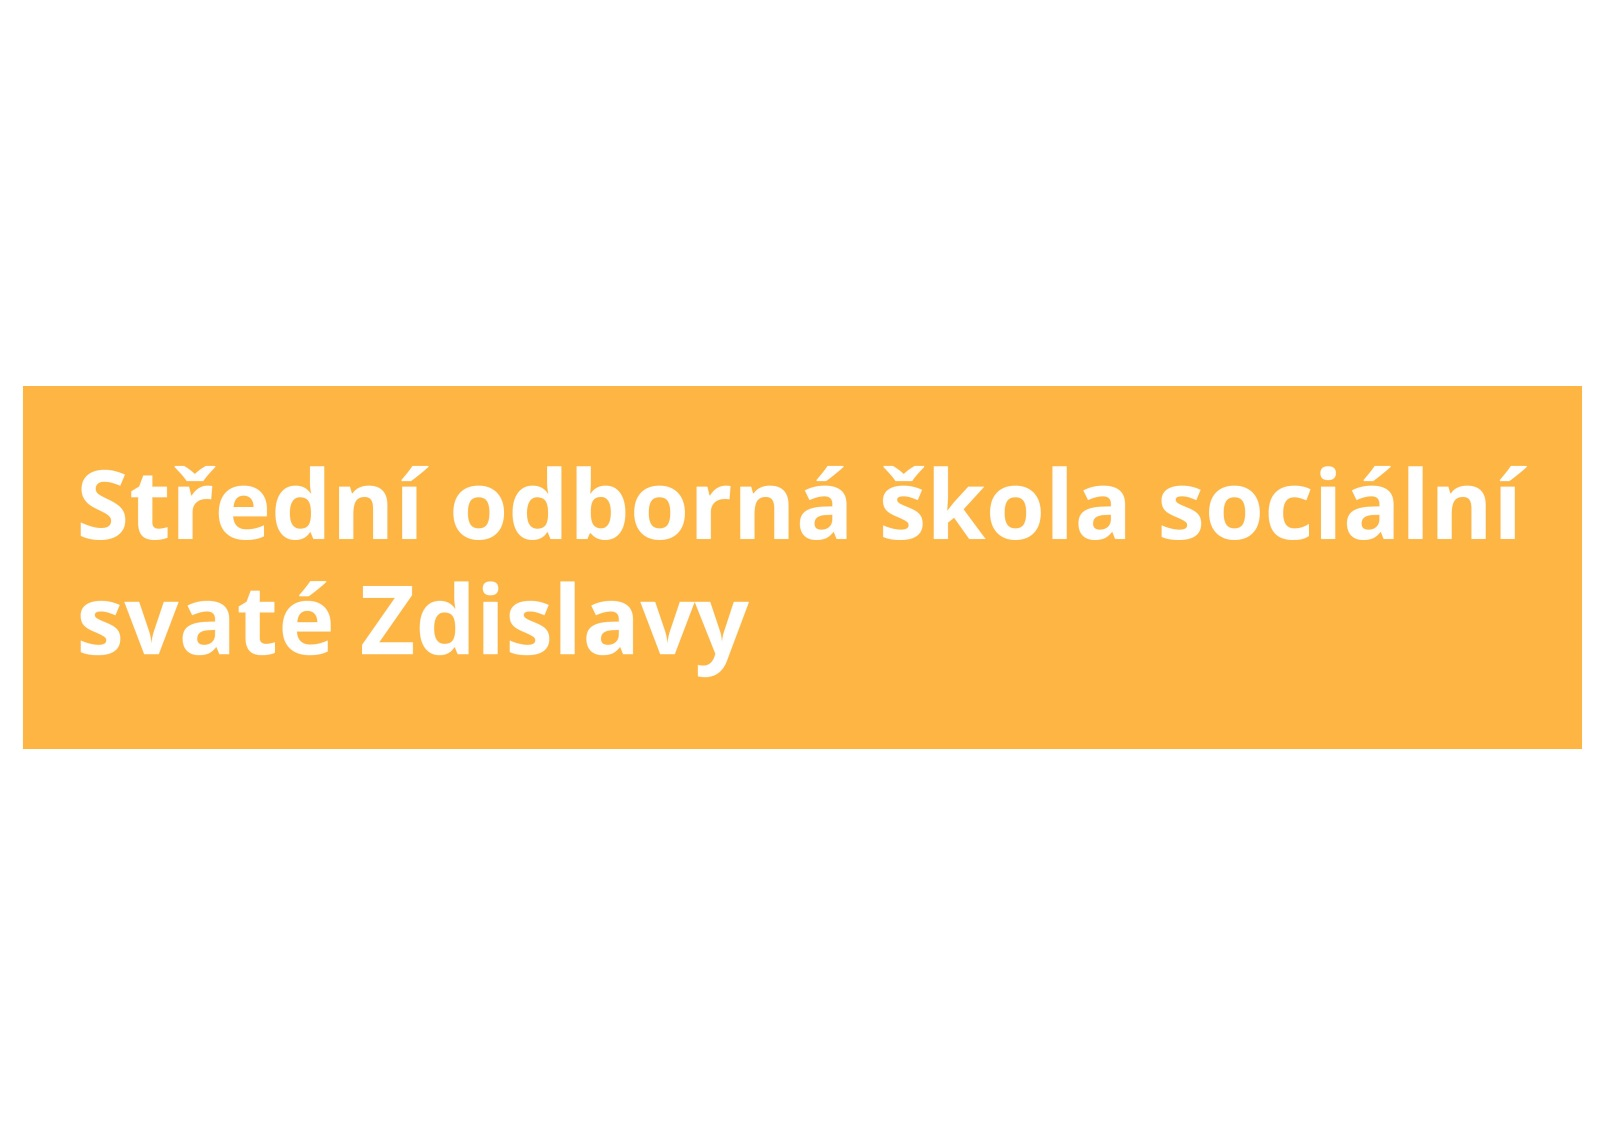 Střední odborná škola sociální
svaté Zdislavy